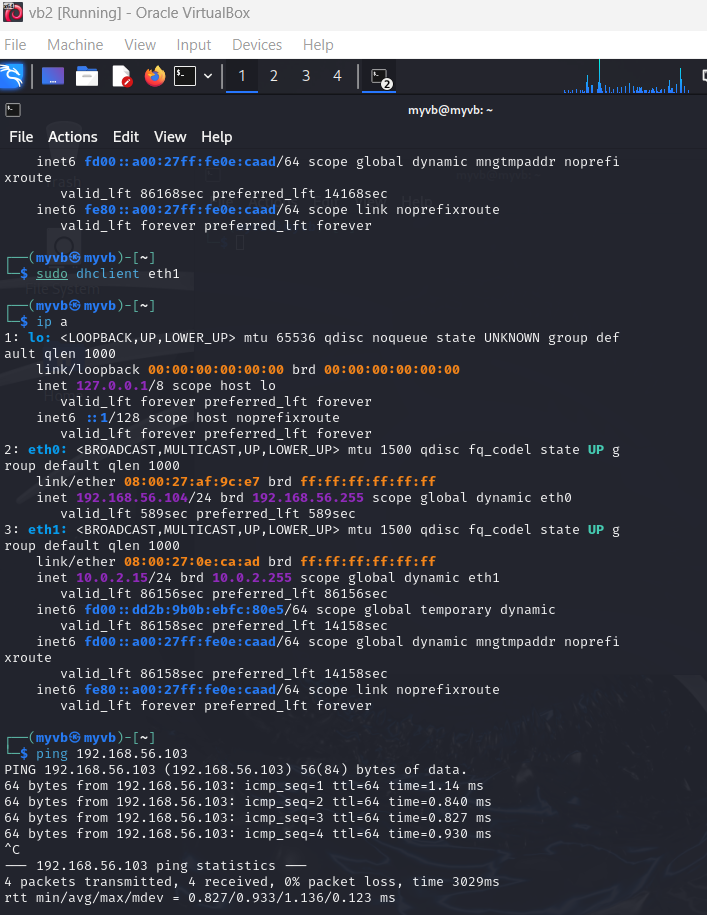 vb2 [Running] - Oracle VirtualBox
File Machine View Input Devices Help
1 2 3 4 2
myvb@myvb: ~
File Actions Edit View Help
inet6 fd00::a00:27ff:fe0e:caad/64 scope global dynamic mngtmpaddr noprefi
xroute
valid_lft 86168sec preferred_lft 14168sec
inet6 fe80::a00:27ff:fe0e:caad/64 scope link noprefixroute
valid_lft forever preferred_lft forever
┌──(myvb㉿myvb)-[~]
└─$ sudo dhclient eth1
┌──(myvb㉿myvb)-[~]
└─$ ip a
1: lo: <LOOPBACK,UP,LOWER_UP> mtu 65536 qdisc noqueue state UNKNOWN group def
ault qlen 1000
link/loopback 00:00:00:00:00:00 brd 00:00:00:00:00:00
inet 127.0.0.1/8 scope host lo
valid_lft forever preferred_lft forever
inet6 ::1/128 scope host noprefixroute
valid_lft forever preferred_lft forever
2: eth0: <BROADCAST,MULTICAST,UP,LOWER_UP> mtu 1500 qdisc fq_codel state UP g
roup default qlen 1000
link/ether 08:00:27:af:9c:e7 brd ff:ff:ff:ff:ff:ff
inet 192.168.56.104/24 brd 192.168.56.255 scope global dynamic eth0
valid_lft 589sec preferred_lft 589sec
3: eth1: <BROADCAST,MULTICAST,UP,LOWER_UP> mtu 1500 qdisc fq_codel state UP g
roup default qlen 1000
link/ether 08:00:27:0e:ca:ad brd ff:ff:ff:ff:ff:ff
inet 10.0.2.15/24 brd 10.0.2.255 scope global dynamic eth1
valid_lft 86156sec preferred_lft 86156sec
inet6 fd00::dd2b:9b0b:ebfc:80e5/64 scope global temporary dynamic
valid_lft 86158sec preferred_lft 14158sec
inet6 fd00::a00:27ff:fe0e:caad/64 scope global dynamic mngtmpaddr noprefi
xroute
valid_lft 86158sec preferred_lft 14158sec
inet6 fe80::a00:27ff:fe0e:caad/64 scope link noprefixroute
valid_lft forever preferred_lft forever
┌──(myvb㉿myvb)-[~]
└─$ ping 192.168.56.103
PING 192.168.56.103 (192.168.56.103) 56(84) bytes of data.
64 bytes from 192.168.56.103: icmp_seq=1 ttl=64 time=1.14 ms
64 bytes from 192.168.56.103: icmp_seq=2 ttl=64 time=0.840 ms
64 bytes from 192.168.56.103: icmp_seq=3 ttl=64 time=0.827 ms
64 bytes from 192.168.56.103: icmp_seq=4 ttl=64 time=0.930 ms
^C
--- 192.168.56.103 ping statistics ---
4 packets transmitted, 4 received, 0% packet loss, time 3029ms
rtt min/avg/max/mdev = 0.827/0.933/1.136/0.123 ms